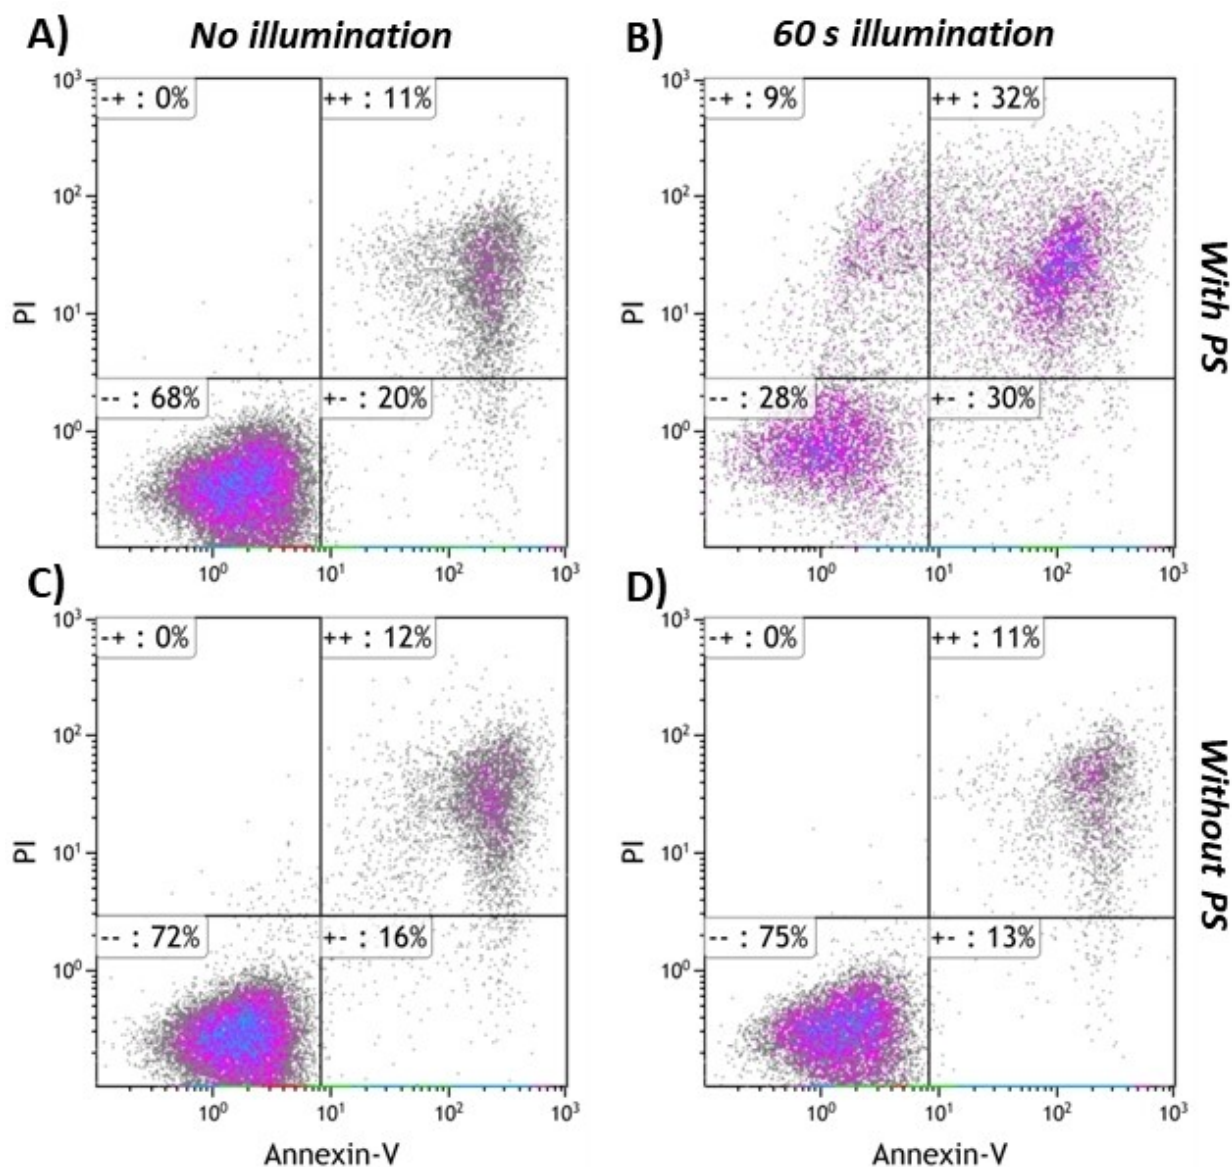 A) No illumination
B) 60 s illumination
10³
-+ : 0%
++ : 11%
10²
PI
10¹
-- : 68%
+- : 20%
10⁰
10⁰ 10¹ 10² 10³
10³
-+ : 9%
++ : 32%
10²
PI
10¹
-- : 28%
+- : 30%
10⁰
10⁰ 10¹ 10² 10³
With PS
C)
10³
-+ : 0%
++ : 12%
10²
PI
10¹
-- : 72%
+- : 16%
10⁰
10⁰ 10¹ 10² 10³
Annexin-V
D)
10³
-+ : 0%
++ : 11%
10²
PI
10¹
-- : 75%
+- : 13%
10⁰
10⁰ 10¹ 10² 10³
Annexin-V
Without PS